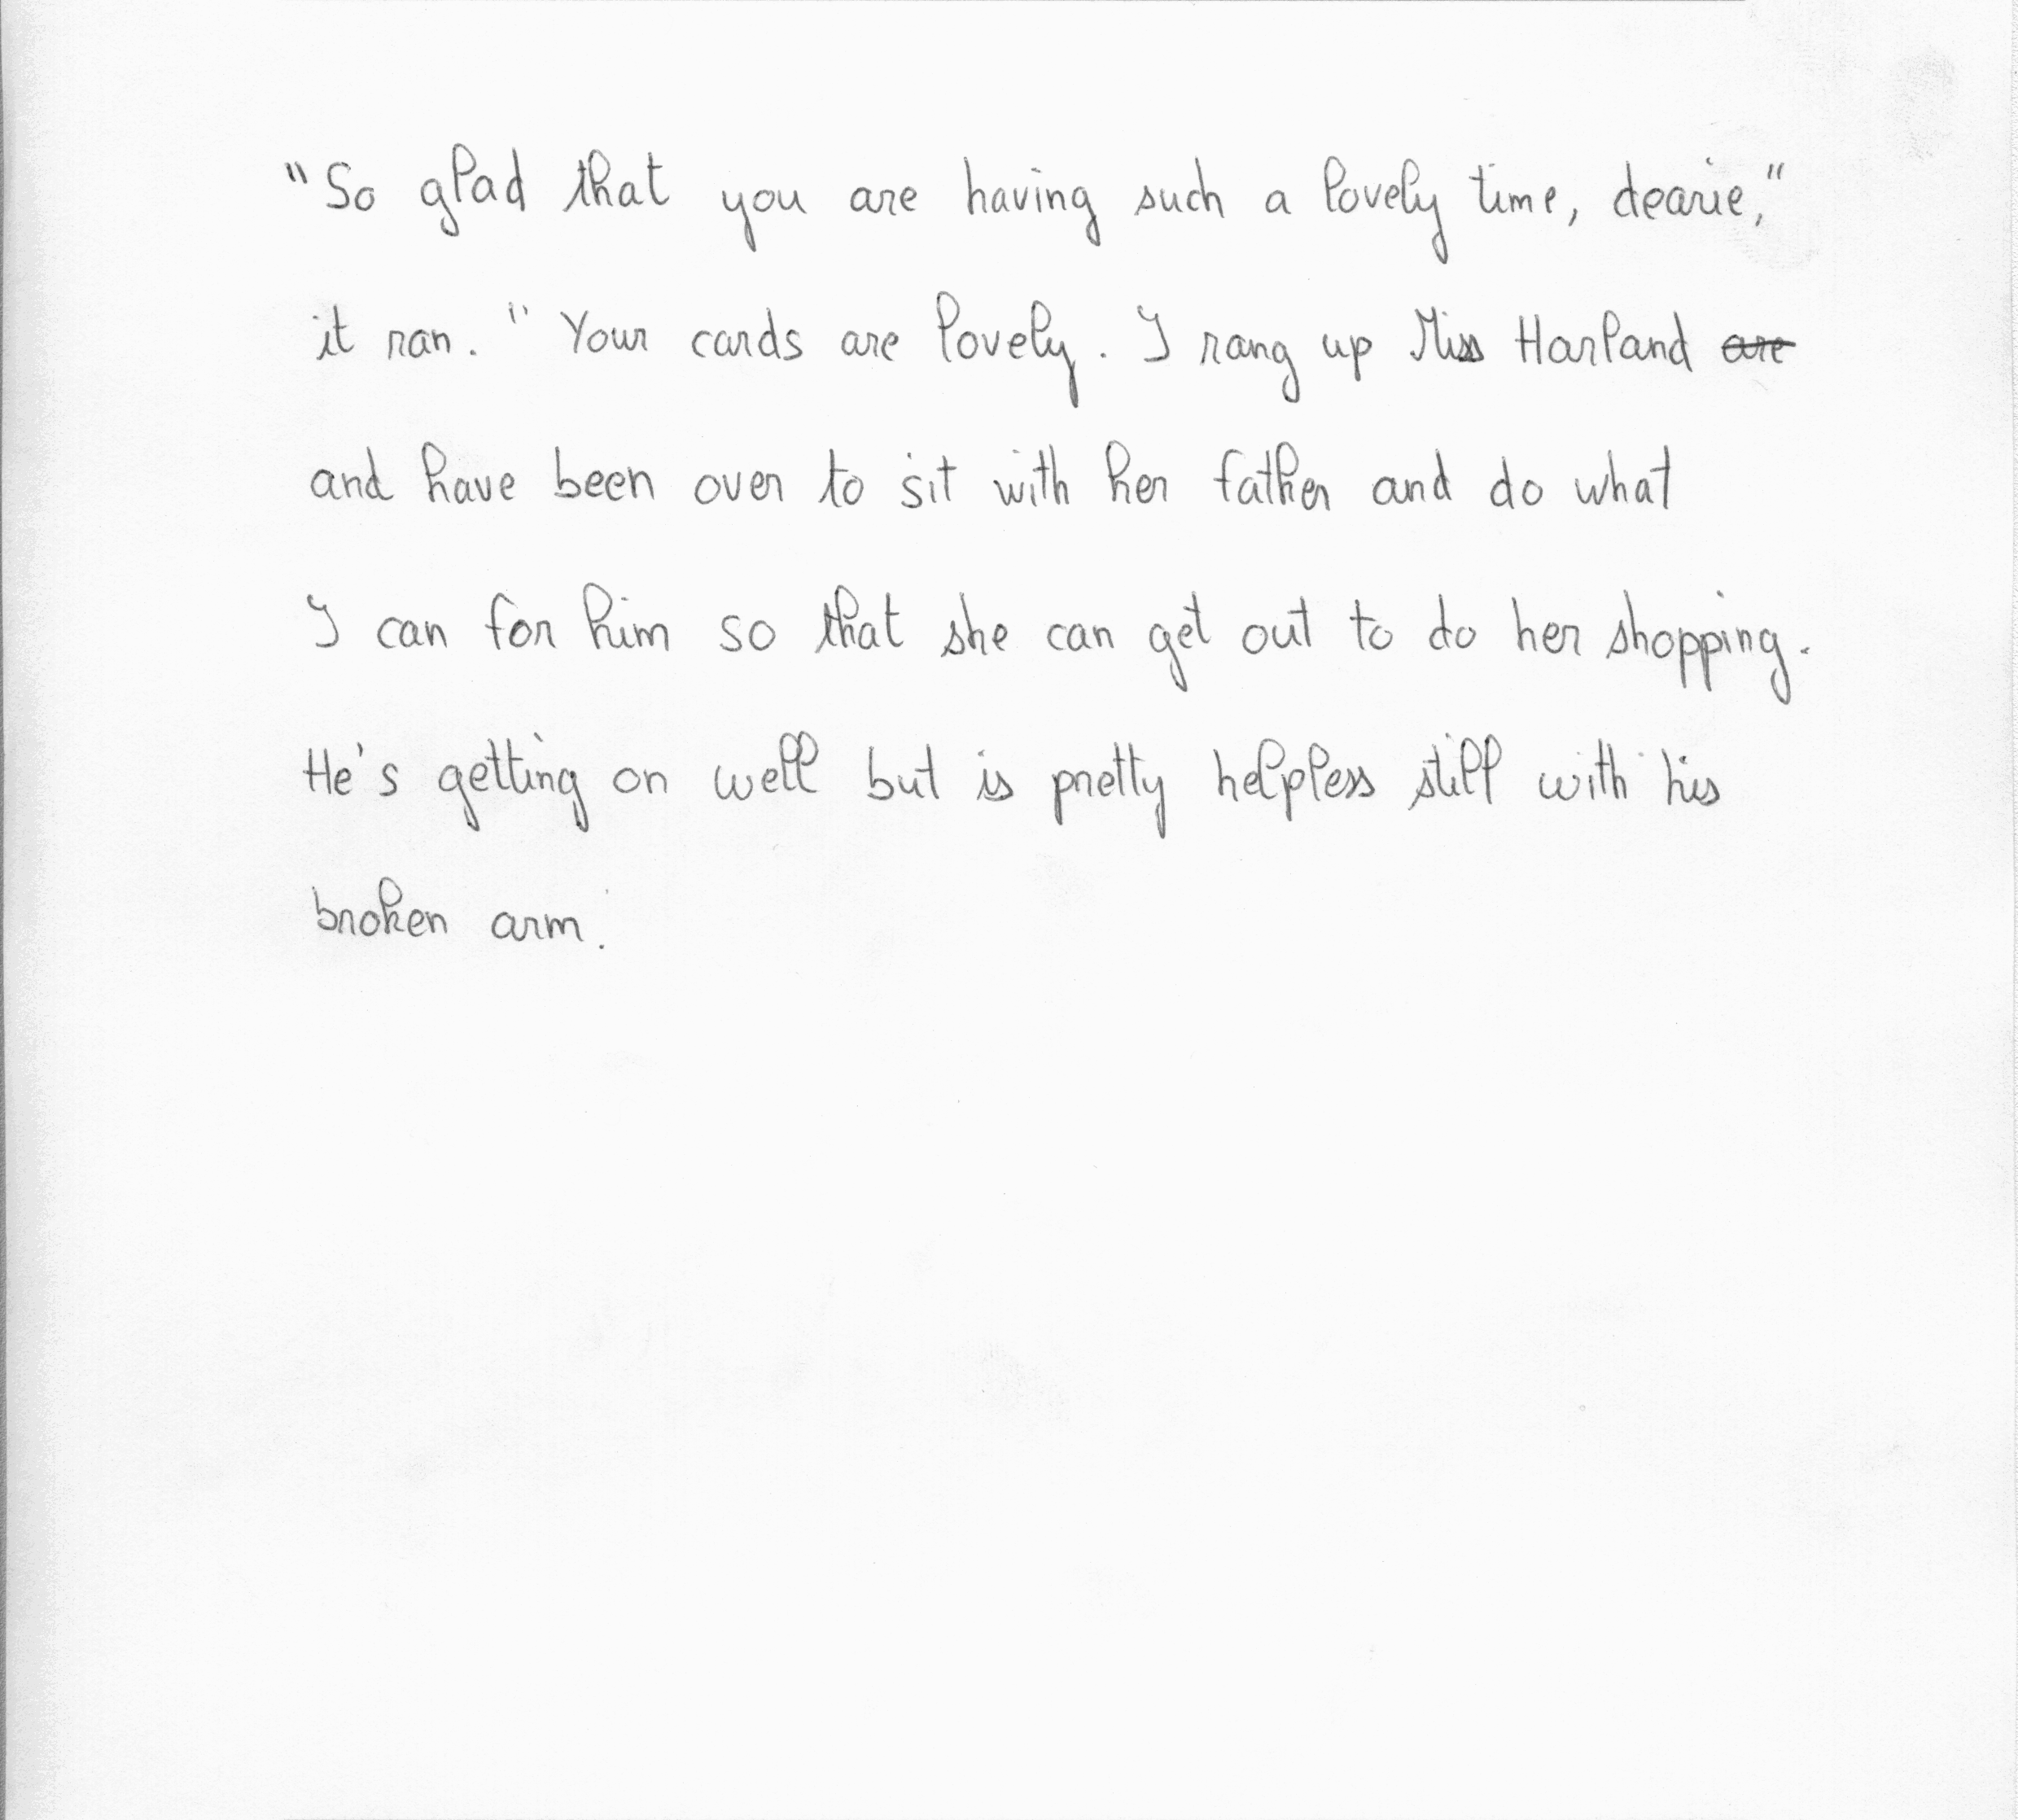 "So glad that you are having such a lovely time, dearie,"
it ran. "Your cards are lovely. I rang up Miss Harland ~~are~~
and have been over to sit with her father and do what
I can for him so that she can get out to do her shopping.
He's getting on well but is pretty helpless still with his
broken arm.